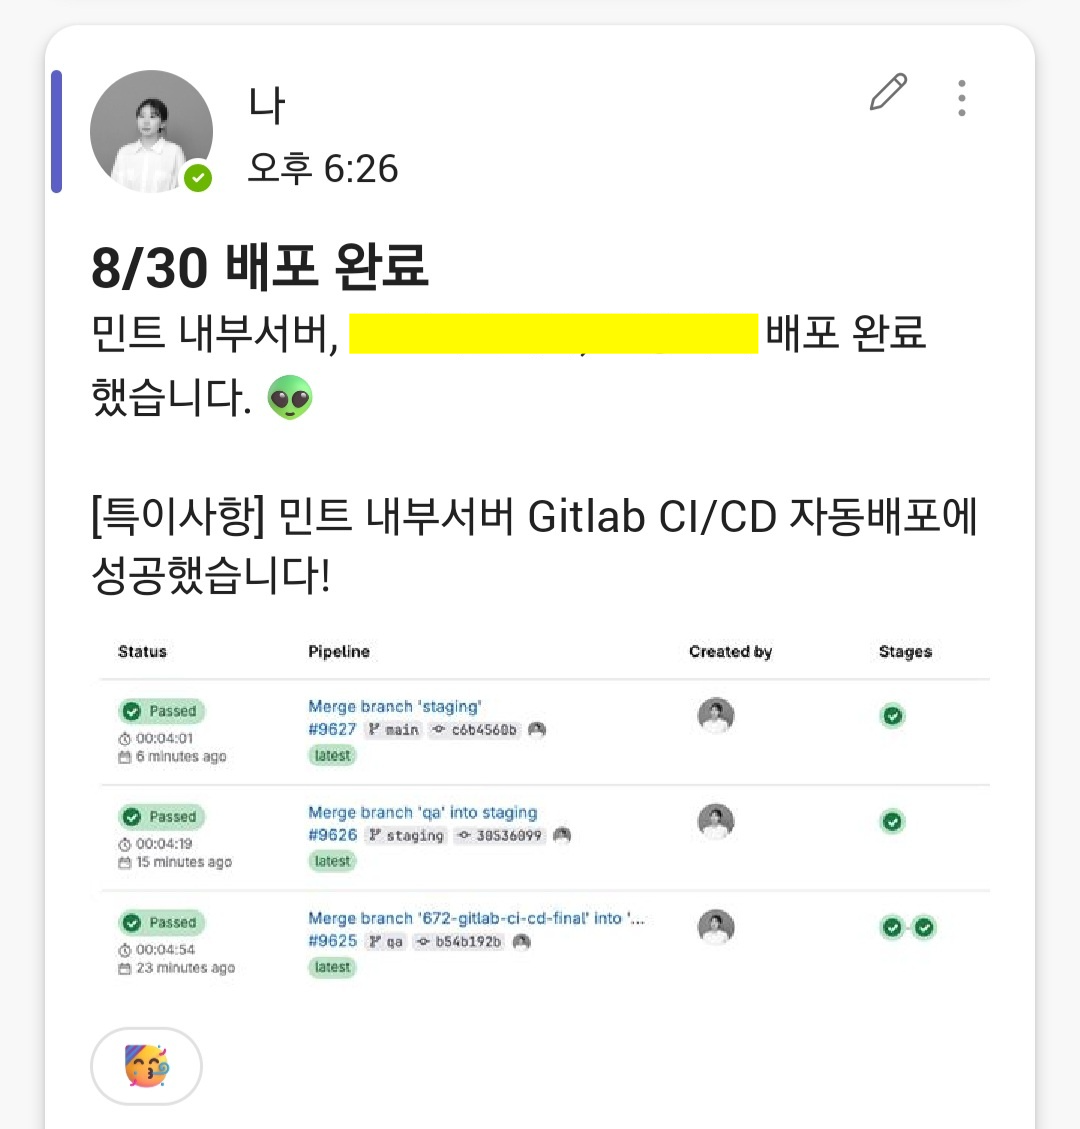 나
오후 6:26
8/30 배포 완료
민트 내부서버, 배포 완료
했습니다. 👽
[특이사항] 민트 내부서버 Gitlab CI/CD 자동배포에
성공했습니다!
Status Pipeline Created by Stages
Passed Merge branch 'staging'
00:04:01 #9627 main c6b4560b
6 minutes ago latest
Passed Merge branch 'qa' into staging
00:04:19 #9626 staging 30536099
15 minutes ago latest
Passed Merge branch '672-gitlab-ci-cd-final' into '...
00:04:54 #9625 qa b54b192b
23 minutes ago latest